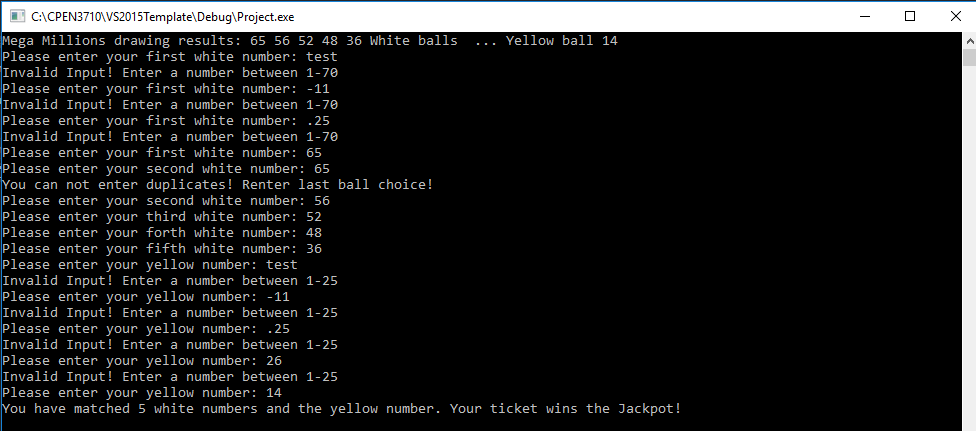 C:\CPEN3710\VS2015Template\Debug\Project.exe
Mega Millions drawing results: 65 56 52 48 36 White balls  ... Yellow ball 14
Please enter your first white number: test
Invalid Input! Enter a number between 1-70
Please enter your first white number: -11
Invalid Input! Enter a number between 1-70
Please enter your first white number: .25
Invalid Input! Enter a number between 1-70
Please enter your first white number: 65
Please enter your second white number: 65
You can not enter duplicates! Renter last ball choice!
Please enter your second white number: 56
Please enter your third white number: 52
Please enter your forth white number: 48
Please enter your fifth white number: 36
Please enter your yellow number: test
Invalid Input! Enter a number between 1-25
Please enter your yellow number: -11
Invalid Input! Enter a number between 1-25
Please enter your yellow number: .25
Invalid Input! Enter a number between 1-25
Please enter your yellow number: 26
Invalid Input! Enter a number between 1-25
Please enter your yellow number: 14
You have matched 5 white numbers and the yellow number. Your ticket wins the Jackpot!